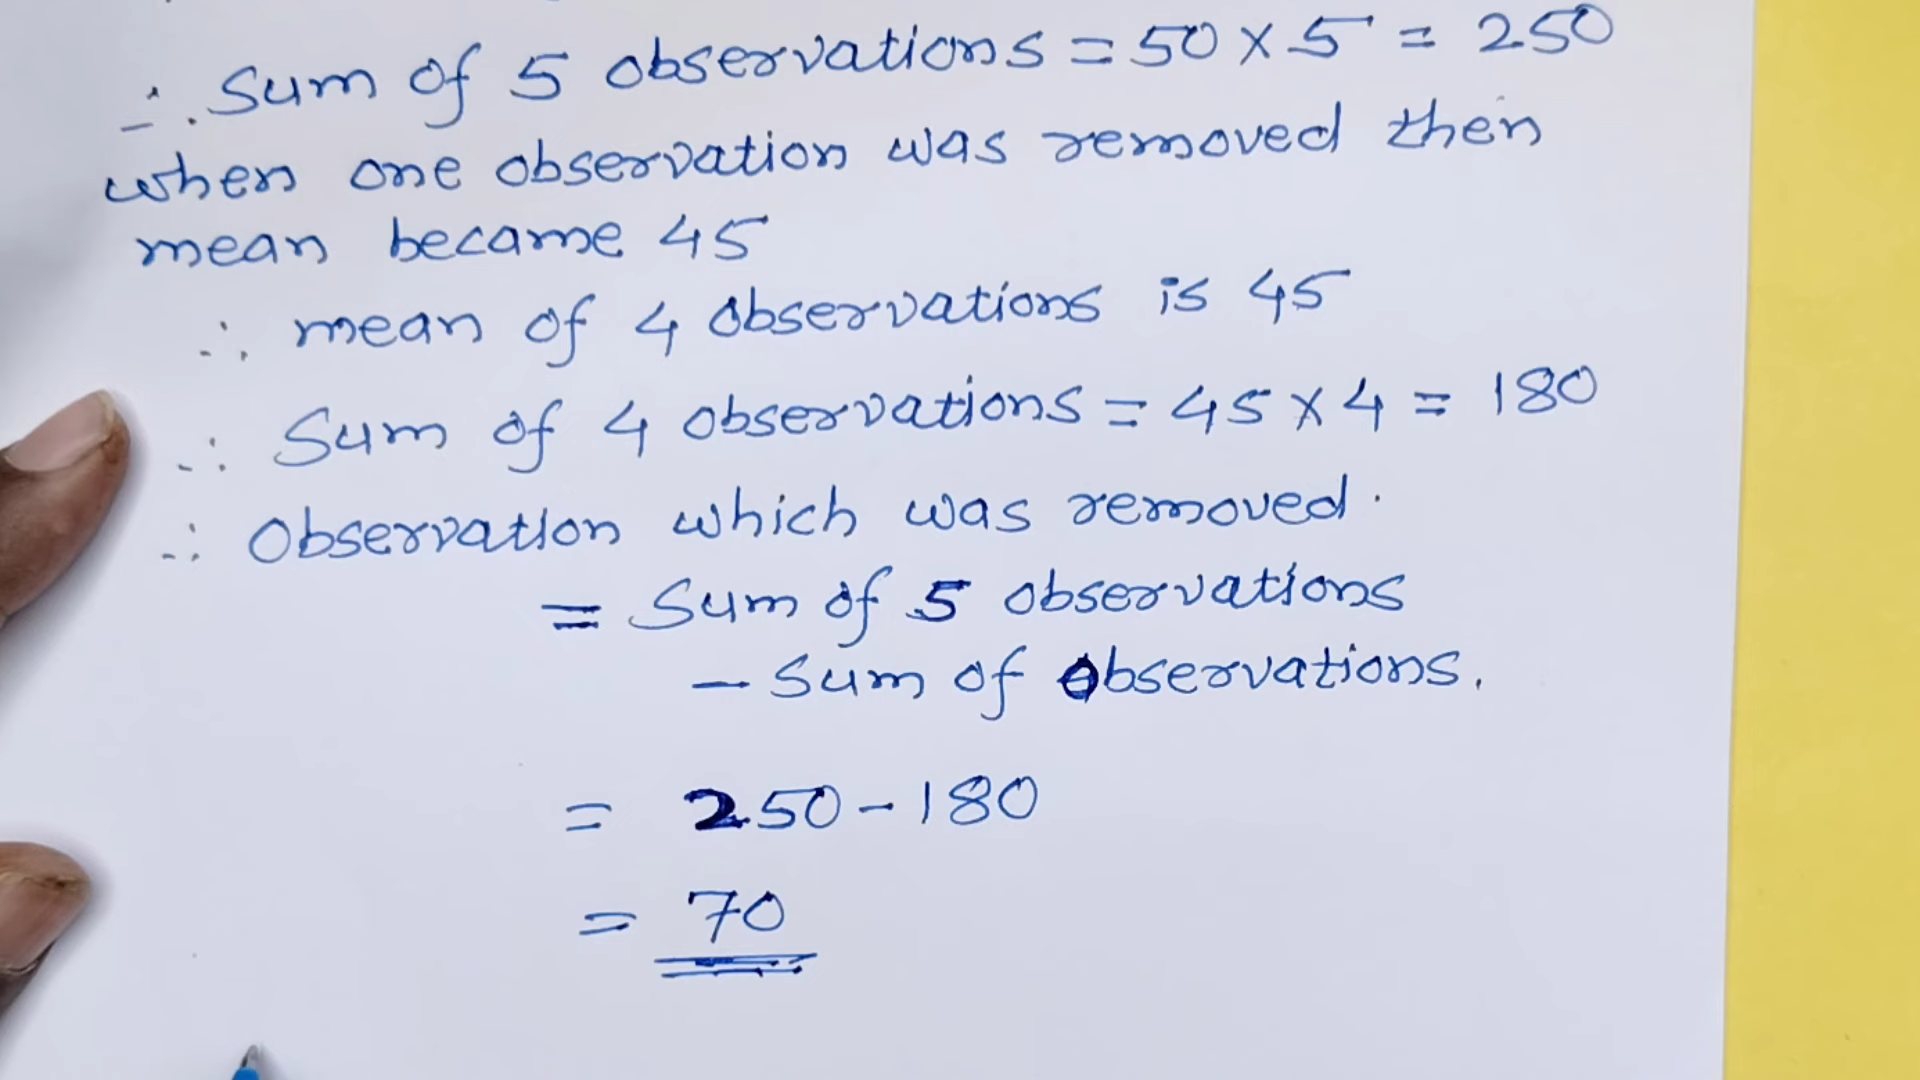 ∴ Sum of 5 observations = 50 × 5 = 250
when one observation was removed then
mean became 45
∴ mean of 4 observations is 45
∴ Sum of 4 observations = 45 × 4 = 180
∴ Observation which was removed.
= Sum of 5 observations
- Sum of observations.
= 250 - 180
= 70